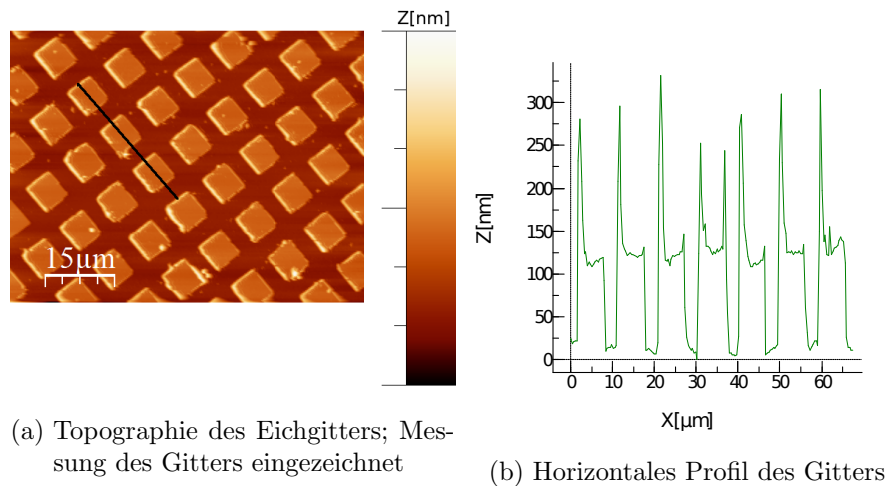 Z[nm]
15μm
(a) Topographie des Eichgitters; Mes-
sung des Gitters eingezeichnet
Z[nm]
300
250
200
150
100
50
0
0 10 20 30 40 50 60
X[μm]
(b) Horizontales Profil des Gitters